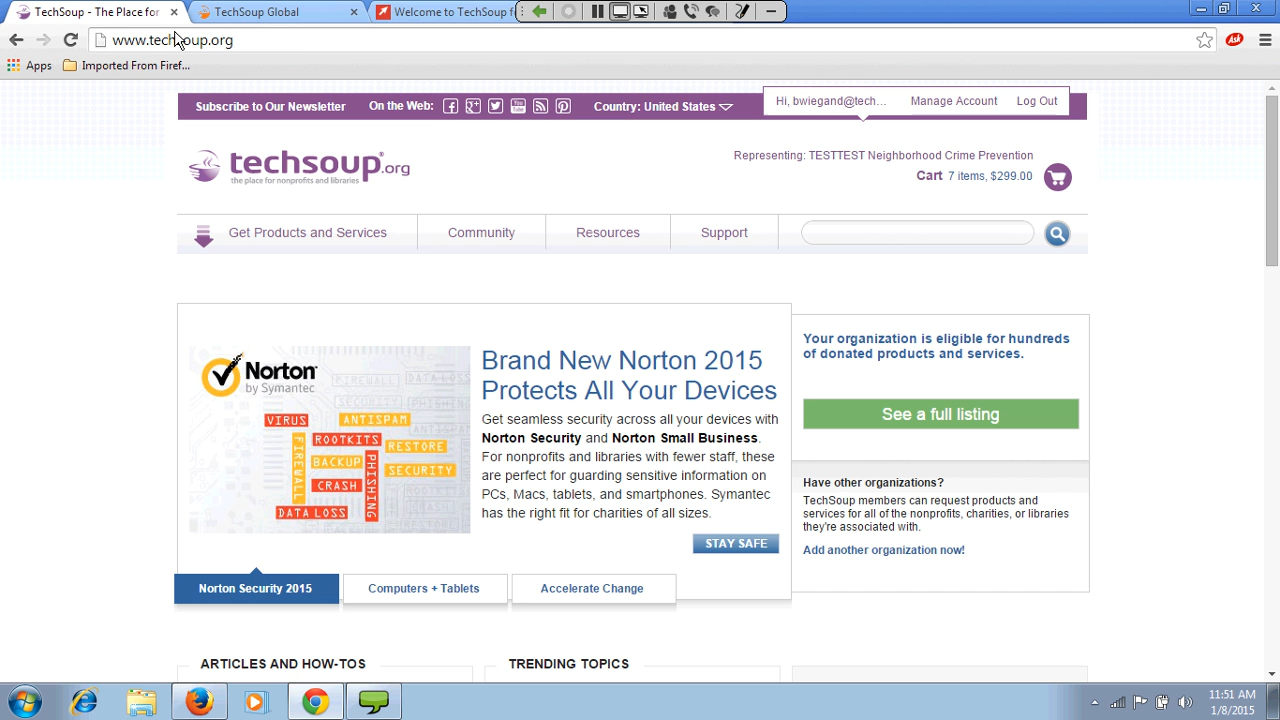 TechSoup - The Place for
TechSoup Global
Welcome to TechSoup f
www.techsoup.org
Ask
Apps
Imported From Firef...
Subscribe to Our Newsletter
On the Web:
You Tube
Country: United States
Hi, bwiegand@tech...
Manage Account
Log Out
techsoup.org
the place for nonprofits and libraries
Representing: TESTTEST Neighborhood Crime Prevention
Cart 7 items, $299.00
Get Products and Services
Community
Resources
Support
Norton
by Symantec
FIREWALL
DATA LOSS
SECURITY
PHISHING
VIRUS
ANTISPAM
ROOTKITS
RESTORE
FIREWALL
BACKUP
PHISHING
SECURITY
CRASH
DATA LOSS
Brand New Norton 2015
Protects All Your Devices
Get seamless security across all your devices with
Norton Security and Norton Small Business.
For nonprofits and libraries with fewer staff, these
are perfect for guarding sensitive information on
PCs, Macs, tablets, and smartphones. Symantec
has the right fit for charities of all sizes.
STAY SAFE
Your organization is eligible for hundreds
of donated products and services.
See a full listing
Have other organizations?
TechSoup members can request products and
services for all of the nonprofits, charities, or libraries
they're associated with.
Add another organization now!
Norton Security 2015
Computers + Tablets
Accelerate Change
ARTICLES AND HOW-TOS
TRENDING TOPICS
11:51 AM
1/8/2015